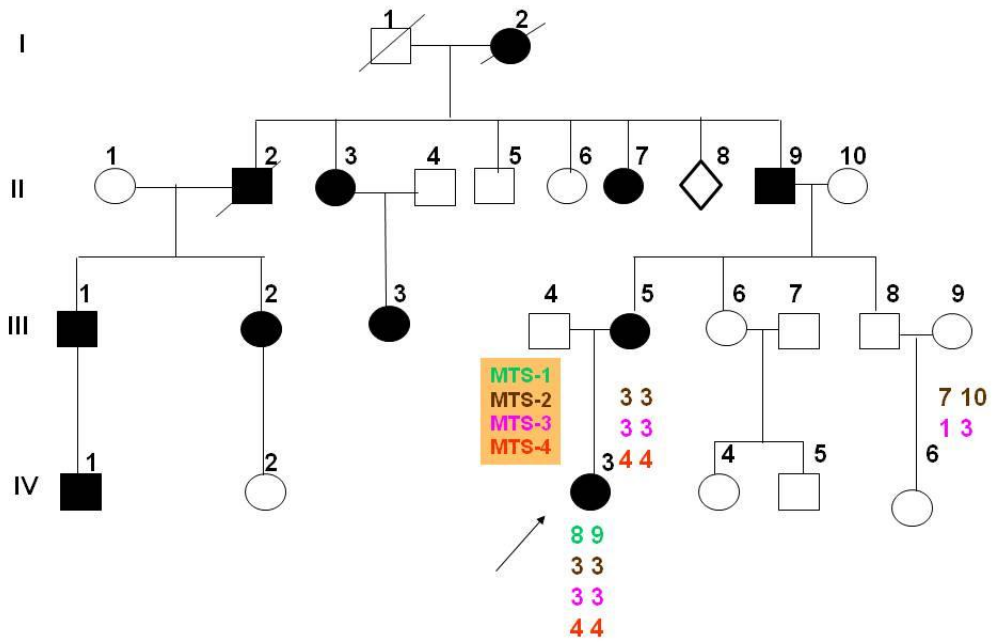 1 2
I
1 2 3 4 5 6 7 8 9 10
II
1 2 3 4 5 6 7 8 9
III
MTS-1
MTS-2 3 3 7 10
MTS-3 3 3 1 3
MTS-4 4 4
1 2 3 4 5 6
IV
8 9
3 3
3 3
4 4